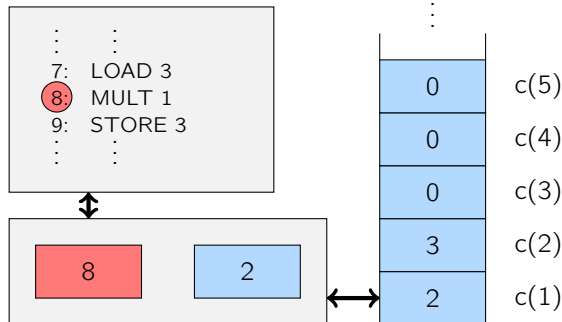 ⋮ ⋮
7: LOAD 3
8: MULT 1
9: STORE 3
⋮ ⋮
8 2
⋮
0 c(5)
0 c(4)
0 c(3)
3 c(2)
2 c(1)